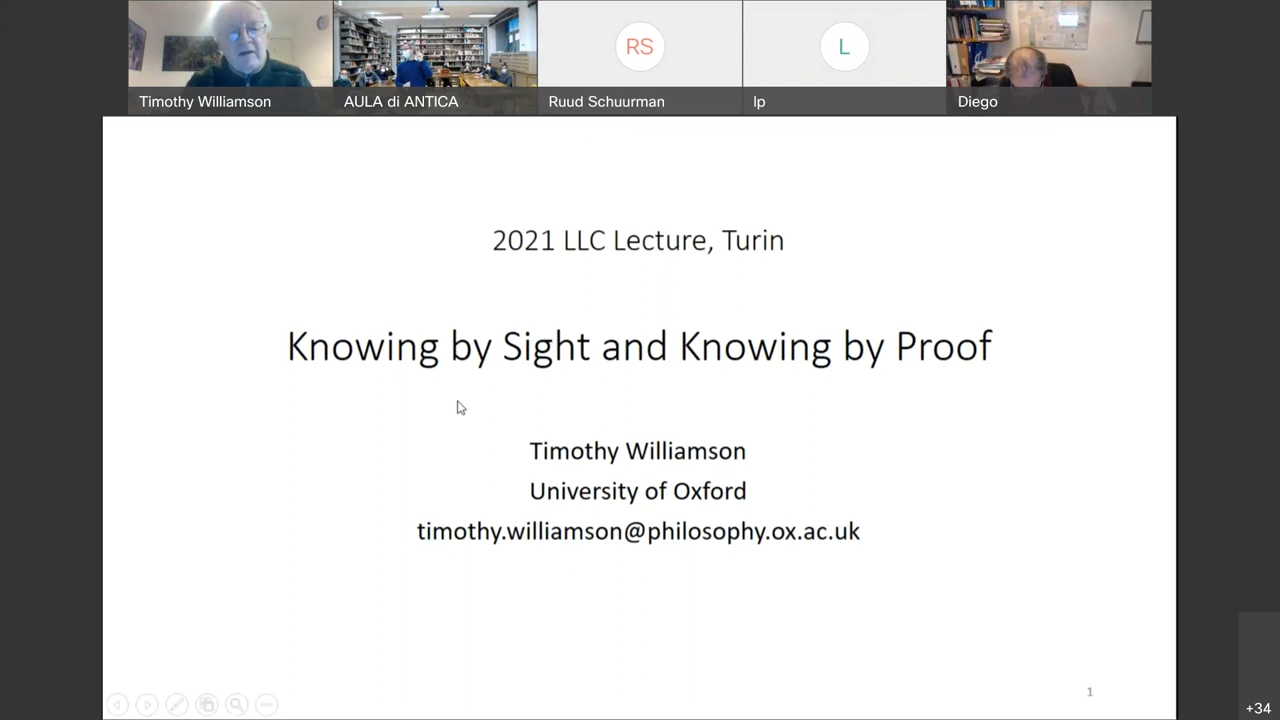 Timothy Williamson
AULA di ANTICA
RS
Ruud Schuurman
L
lp
Diego
2021 LLC Lecture, Turin
Knowing by Sight and Knowing by Proof
Timothy Williamson
University of Oxford
timothy.williamson@philosophy.ox.ac.uk
1
+34